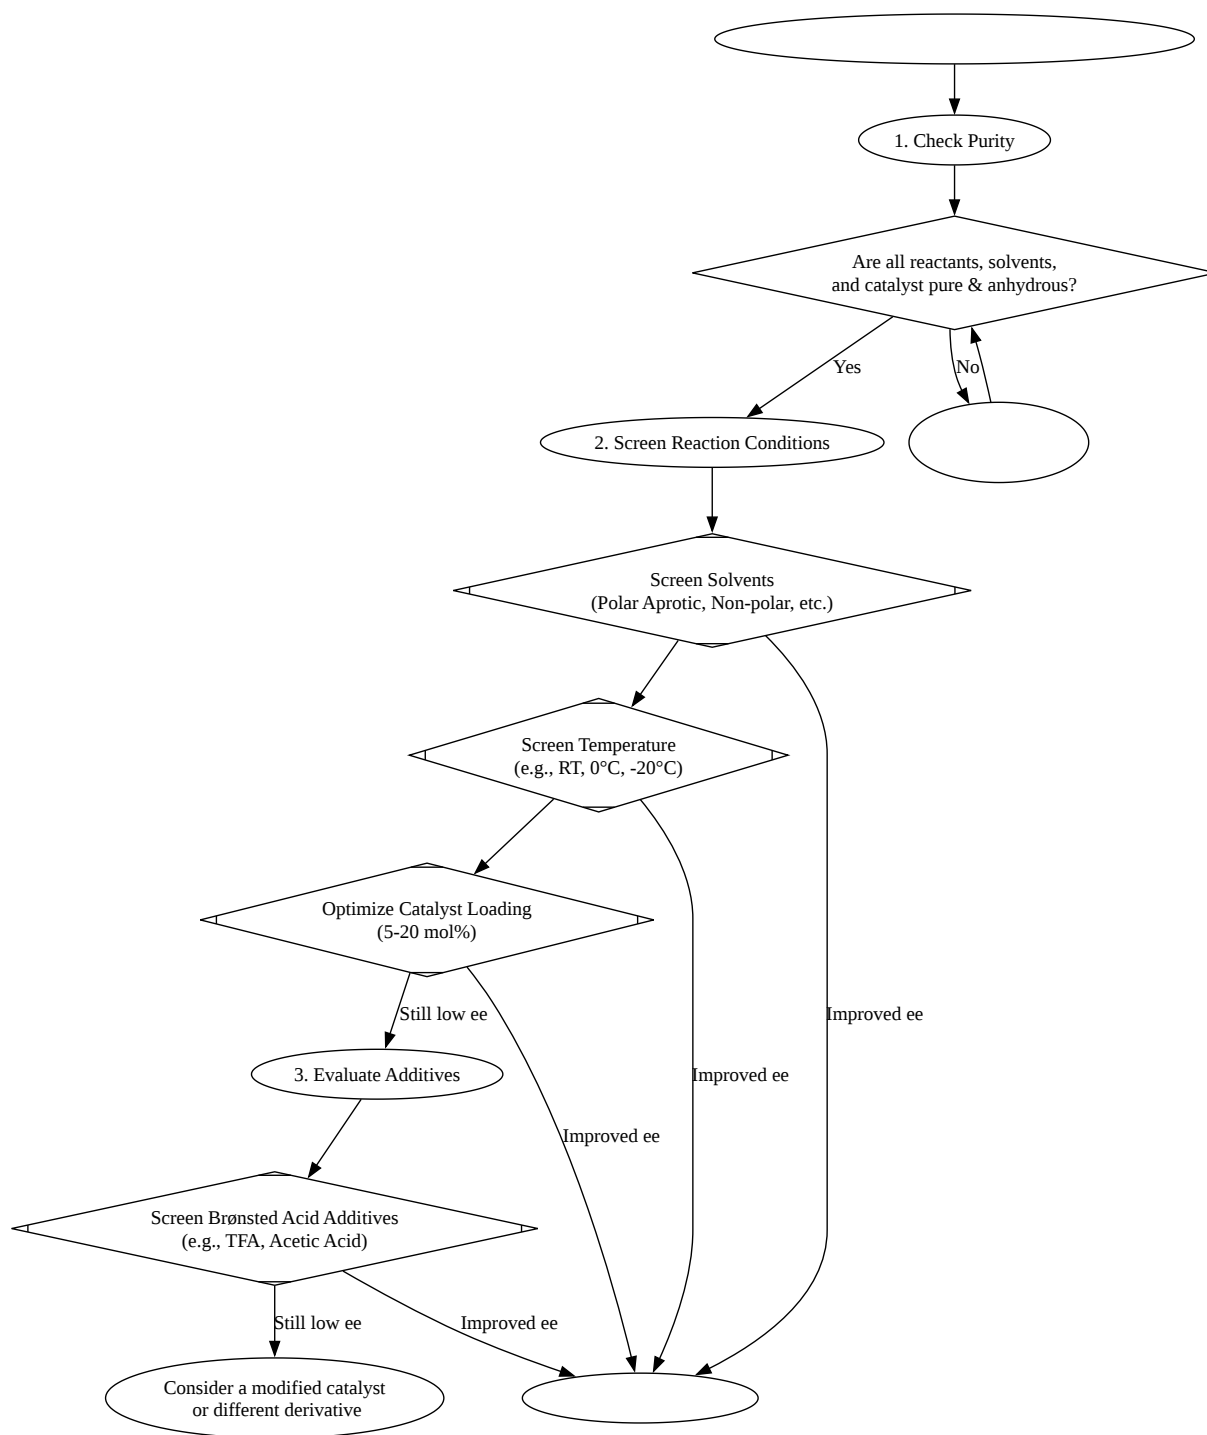 1. Check Purity
Are all reactants, solvents,
and catalyst pure & anhydrous?
Yes
No
2. Screen Reaction Conditions
Screen Solvents
(Polar Aprotic, Non-polar, etc.)
Screen Temperature
(e.g., RT, 0°C, -20°C)
Optimize Catalyst Loading
(5-20 mol%)
Still low ee
Improved ee
3. Evaluate Additives
Improved ee
Improved ee
Screen Brønsted Acid Additives
(e.g., TFA, Acetic Acid)
Still low ee
Improved ee
Consider a modified catalyst
or different derivative